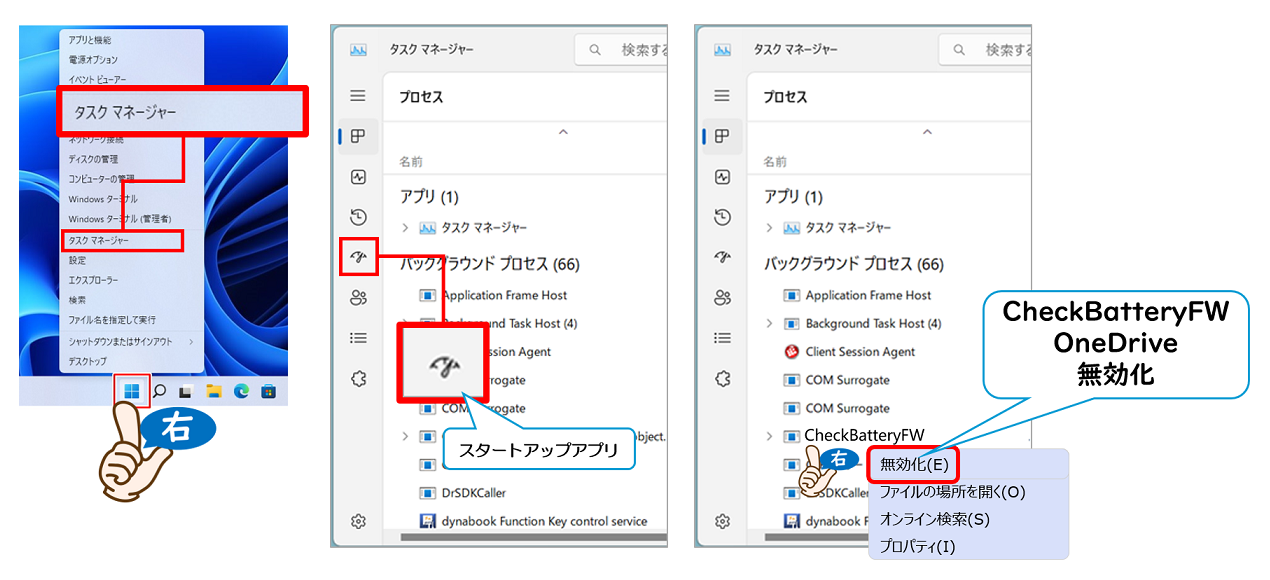 アプリと機能
電源オプション
イベント ビューアー
タスク マネージャー
ネットワーク接続
ディスクの管理
コンピューターの管理
Windows ターミナル
Windows ターミナル (管理者)
タスク マネージャー
設定
エクスプローラー
検索
ファイル名を指定して実行
シャットダウンまたはサインアウト
デスクトップ
右
タスク マネージャー
検索する
プロセス
名前
アプリ (1)
タスク マネージャー
バックグラウンド プロセス (66)
Application Frame Host
Background Task Host (4)
ssion Agent
rogate
COM Surrogate
bject.
スタートアップアプリ
DrSDKCaller
dynabook Function Key control service
タスク マネージャー
検索する
プロセス
名前
アプリ (1)
タスク マネージャー
バックグラウンド プロセス (66)
Application Frame Host
Background Task Host (4)
Client Session Agent
COM Surrogate
COM Surrogate
CheckBatteryFW
右
SDKCaller
dynabook F
CheckBatteryFW
OneDrive
無効化
無効化(E)
ファイルの場所を開く(O)
オンライン検索(S)
プロパティ(I)